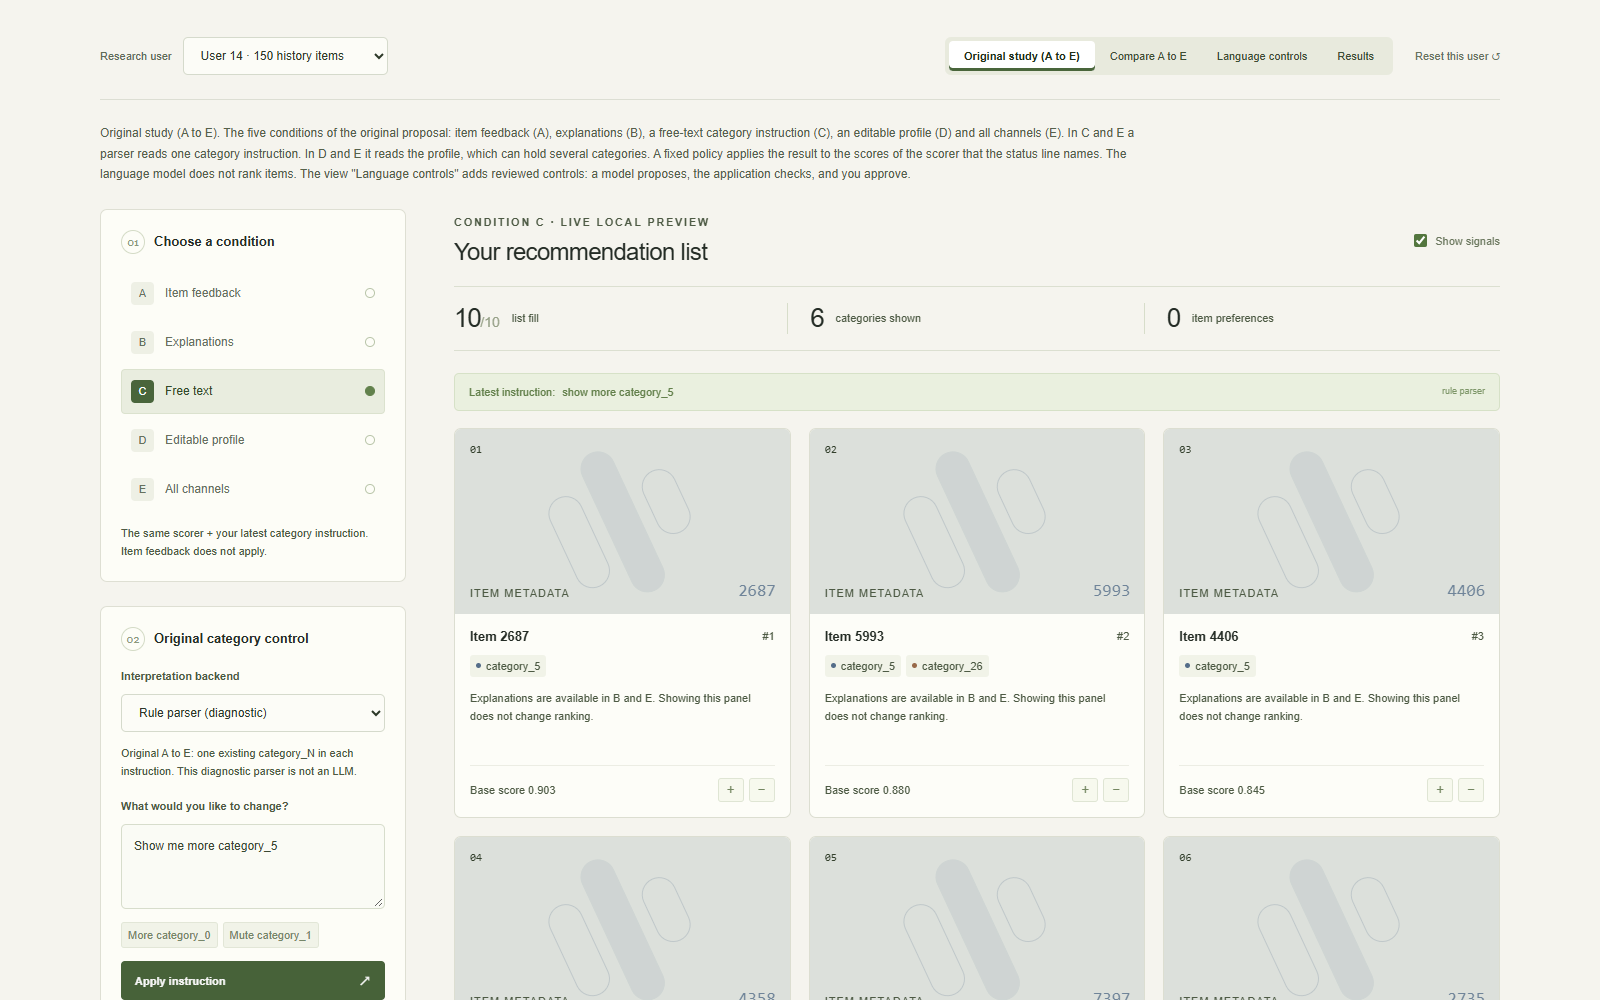 Research user
User 14 · 150 history items
Original study (A to E)
Compare A to E
Language controls
Results
Reset this user ↺
Original study (A to E). The five conditions of the original proposal: item feedback (A), explanations (B), a free-text category instruction (C), an editable profile (D) and all channels (E). In C and E a
parser reads one category instruction. In D and E it reads the profile, which can hold several categories. A fixed policy applies the result to the scores of the scorer that the status line names. The
language model does not rank items. The view "Language controls" adds reviewed controls: a model proposes, the application checks, and you approve.
01 Choose a condition
A Item feedback
B Explanations
C Free text
D Editable profile
E All channels
The same scorer + your latest category instruction.
Item feedback does not apply.
02 Original category control
Interpretation backend
Rule parser (diagnostic)
Original A to E: one existing category_N in each
instruction. This diagnostic parser is not an LLM.
What would you like to change?
Show me more category_5
More category_0
Mute category_1
Apply instruction ↗
CONDITION C · LIVE LOCAL PREVIEW
Your recommendation list
Show signals
10/10 list fill
6 categories shown
0 item preferences
Latest instruction: show more category_5
rule parser
01
ITEM METADATA 2687
Item 2687 #1
category_5
Explanations are available in B and E. Showing this panel
does not change ranking.
Base score 0.903 + −
02
ITEM METADATA 5993
Item 5993 #2
category_5 category_26
Explanations are available in B and E. Showing this panel
does not change ranking.
Base score 0.880 + −
03
ITEM METADATA 4406
Item 4406 #3
category_5
Explanations are available in B and E. Showing this panel
does not change ranking.
Base score 0.845 + −
04
ITEM METADATA 4358
05
ITEM METADATA 7397
06
ITEM METADATA 2735